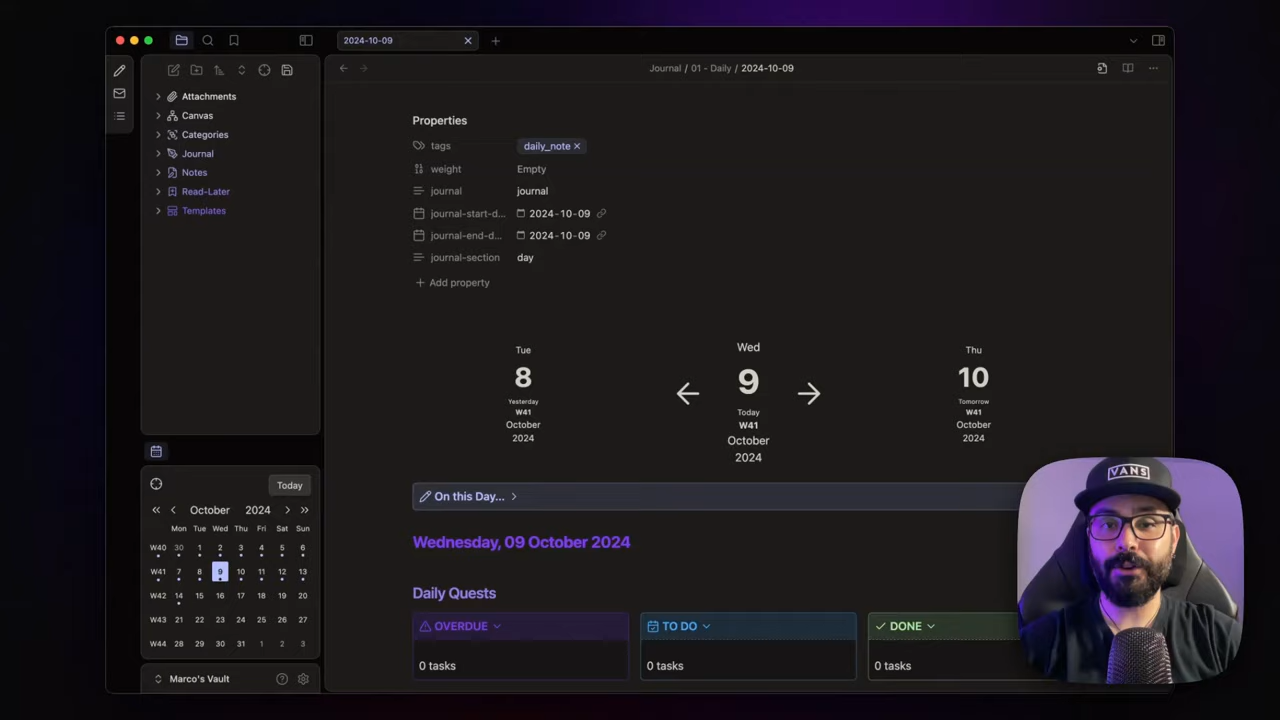 2024-10-09
Journal / 01 - Daily / 2024-10-09
Attachments
Canvas
Categories
Journal
Notes
Read-Later
Templates
Properties
tags daily_note
weight Empty
journal journal
journal-start-d... 2024-10-09
journal-end-d... 2024-10-09
journal-section day
Add property
Tue
8
Yesterday
W41
October
2024
Wed
9
Today
W41
October
2024
Thu
10
Tomorrow
W41
October
2024
On this Day...
Wednesday, 09 October 2024
Daily Quests
OVERDUE
0 tasks
TO DO
0 tasks
DONE
0 tasks
Today
October 2024
Mon Tue Wed Thu Fri Sat Sun
W40 30 1 2 3 4 5 6
W41 7 8 9 10 11 12 13
W42 14 15 16 17 18 19 20
W43 21 22 23 24 25 26 27
W44 28 29 30 31 1 2 3
Marco's Vault
VANS